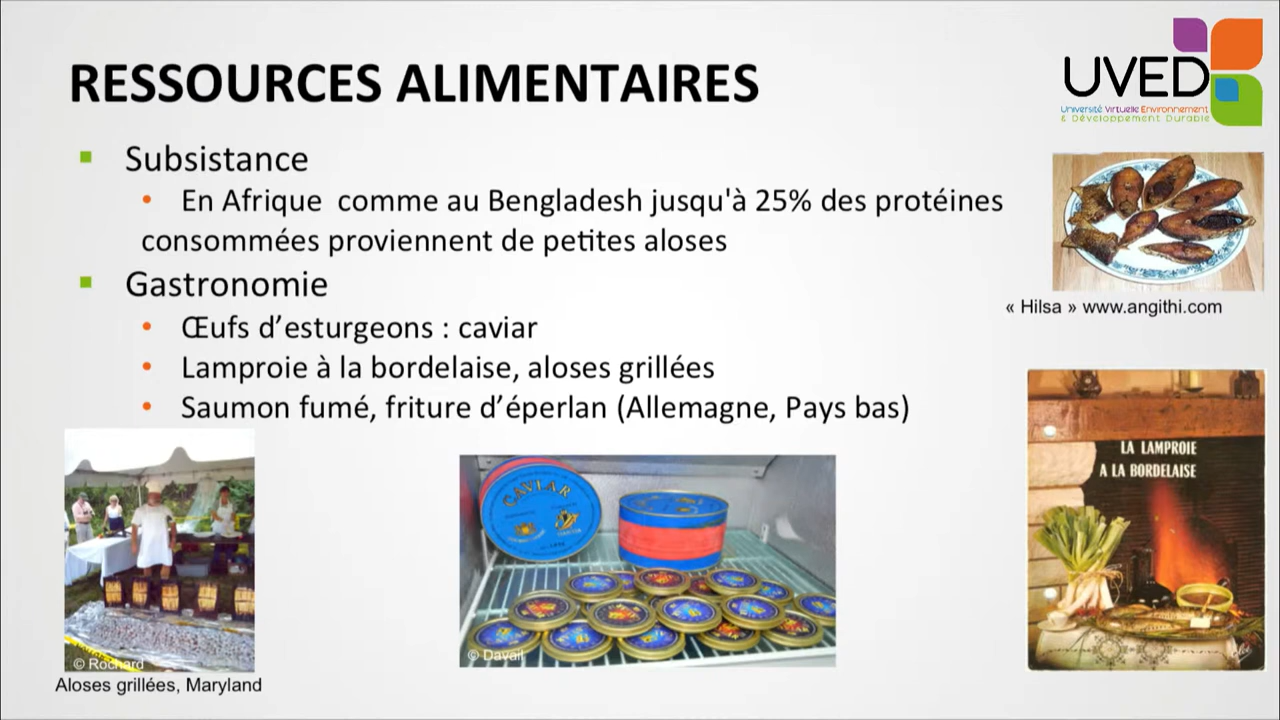 RESSOURCES ALIMENTAIRES
UVED
Université Virtuelle Environnement
& Développement Durable
Subsistance
En Afrique comme au Bengladesh jusqu'à 25% des protéines
consommées proviennent de petites aloses
« Hilsa » www.angithi.com
Gastronomie
Œufs d’esturgeons : caviar
Lamproie à la bordelaise, aloses grillées
Saumon fumé, friture d’éperlan (Allemagne, Pays bas)
LA LAMPROIE
A LA BORDELAISE
CAVIAR
© Rochard
© Davail
Aloses grillées, Maryland